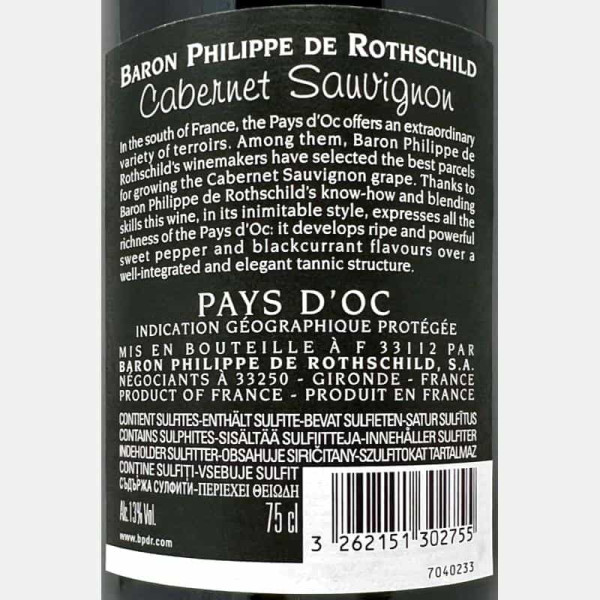 BARON PHILIPPE DE ROTHSCHILD
Cabernet Sauvignon
In the south of France, the Pays d'Oc offers an extraordinary
variety of terroirs. Among them, Baron Philippe de
Rothschild's winemakers have selected the best parcels
for growing the Cabernet Sauvignon grape. Thanks to
Baron Philippe de Rothschild's know-how and blending
skills this wine, in its inimitable style, expresses all the
richness of the Pays d'Oc: it develops ripe and powerful
sweet pepper and blackcurrant flavours over a
well-integrated and elegant tannic structure.
PAYS D'OC
INDICATION GÉOGRAPHIQUE PROTÉGÉE
MIS EN BOUTEILLE À F 33112 PAR
BARON PHILIPPE DE ROTHSCHILD, S.A.
NÉGOCIANTS À 33250 - GIRONDE - FRANCE
PRODUCT OF FRANCE - PRODUIT EN FRANCE
CONTIENT SULFITES-ENTHÄLT SULFITE-BEVAT SULFIETEN-SATUR SULFĪTUS
CONTAINS SULPHITES-SISÄLTÄÄ SULFIITTEJA-INNEHÅLLER SULFITER
INDEHOLDER SULFITTER-OBSAHUJE SIRIČITANY-SZULFITOKAT TARTALMAZ
CONȚINE SULFIȚI-VSEBUJE SULFIT
СЪДЪРЖА СУЛФИТИ-ΠΕΡΙΕΧΕΙ ΘΕΙΩΔΗ
Alc. 13% Vol. 75 cl
www.bpdr.com
3 262151 302755
7040233